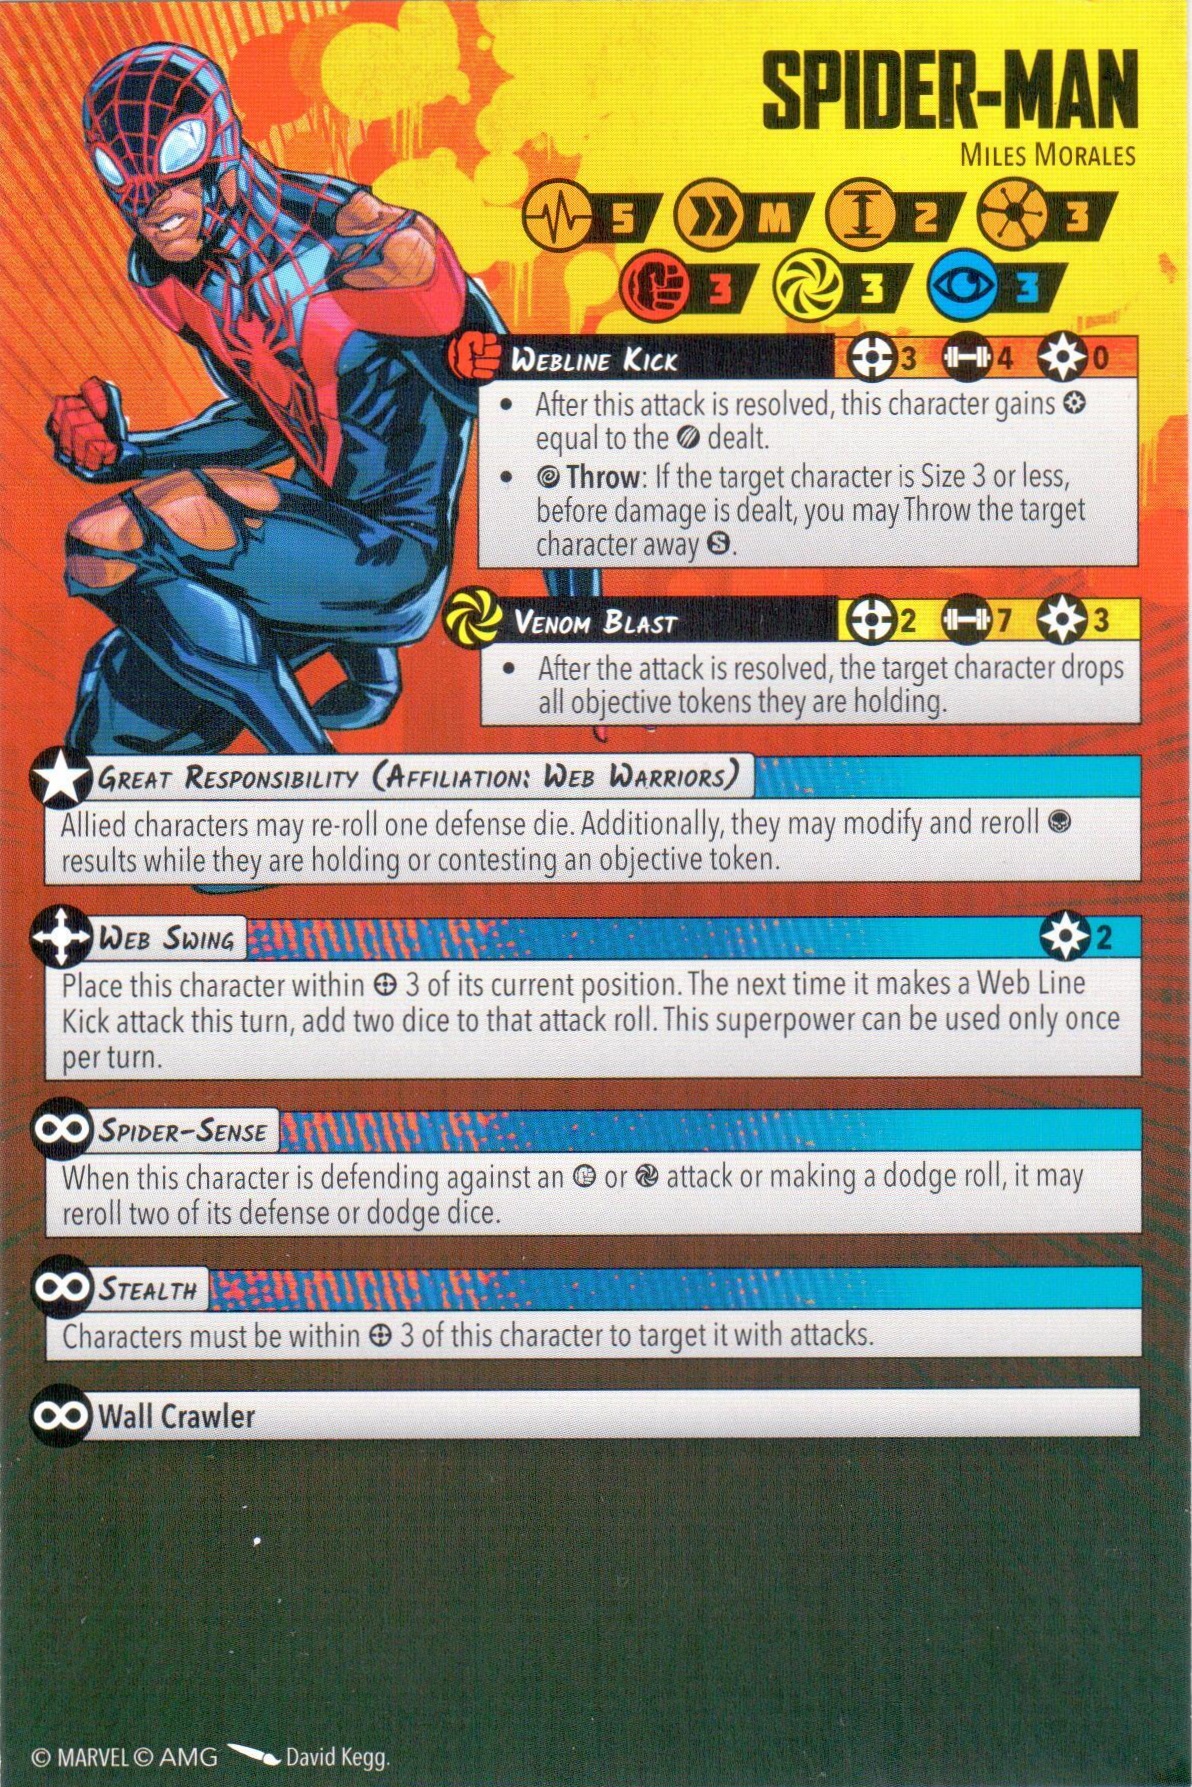 SPIDER-MAN
MILES MORALES
5 M 2 3
3 3 3
WEBLINE KICK 3 4 0
• After this attack is resolved, this character gains
equal to the dealt.
• Throw: If the target character is Size 3 or less,
before damage is dealt, you may Throw the target
character away S.
VENOM BLAST 2 7 3
• After the attack is resolved, the target character drops
all objective tokens they are holding.
GREAT RESPONSIBILITY (AFFILIATION: WEB WARRIORS)
Allied characters may re-roll one defense die. Additionally, they may modify and reroll
results while they are holding or contesting an objective token.
WEB SWING 2
Place this character within 3 of its current position. The next time it makes a Web Line
Kick attack this turn, add two dice to that attack roll. This superpower can be used only once
per turn.
SPIDER-SENSE
When this character is defending against an or attack or making a dodge roll, it may
reroll two of its defense or dodge dice.
STEALTH
Characters must be within 3 of this character to target it with attacks.
Wall Crawler
© MARVEL © AMG David Kegg.